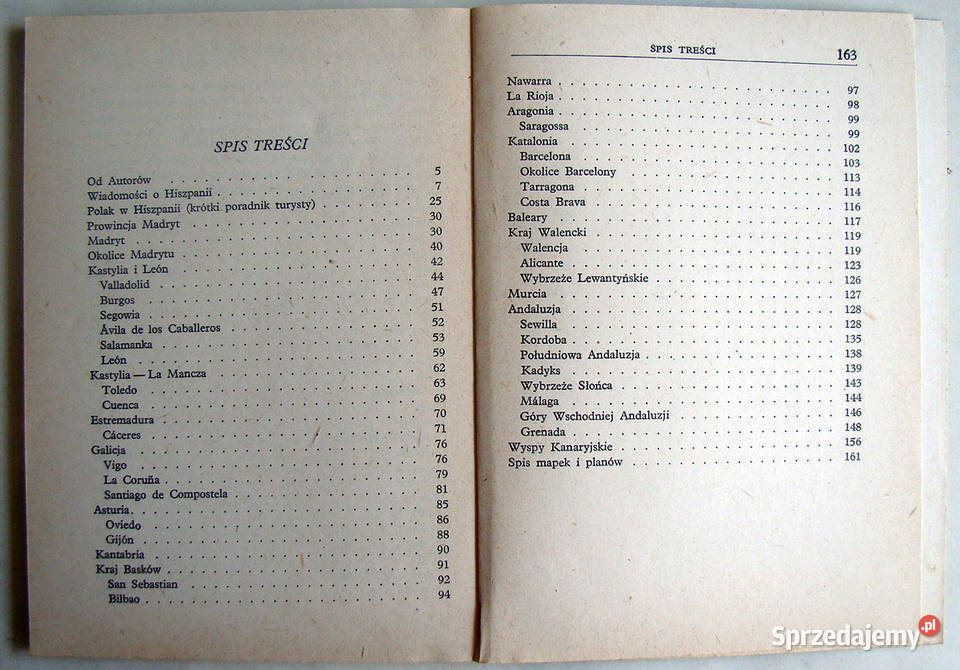 SPIS TREŚCI
Od Autorów . . . . . . . . . . . . . . . . . 5
Wiadomości o Hiszpanii . . . . . . . . . . . . . 7
Polak w Hiszpanii (krótki poradnik turysty) . . . . . . 25
Prowincja Madryt . . . . . . . . . . . . . . . 30
Madryt . . . . . . . . . . . . . . . . . . . 30
Okolice Madrytu . . . . . . . . . . . . . . . . 40
Kastylia i León . . . . . . . . . . . . . . . . 42
Valladolid . . . . . . . . . . . . . . . . . 44
Burgos . . . . . . . . . . . . . . . . . . 47
Segowia . . . . . . . . . . . . . . . . . . 51
Ávila de los Caballeros . . . . . . . . . . . . . 52
Salamanka . . . . . . . . . . . . . . . . . 53
León . . . . . . . . . . . . . . . . . . . 59
Kastylia — La Mancza . . . . . . . . . . . . . . 62
Toledo . . . . . . . . . . . . . . . . . . 63
Cuenca . . . . . . . . . . . . . . . . . . 69
Estremadura . . . . . . . . . . . . . . . . . 70
Cáceres . . . . . . . . . . . . . . . . . . 71
Galicja . . . . . . . . . . . . . . . . . . . 76
Vigo . . . . . . . . . . . . . . . . . . . 76
La Coruña . . . . . . . . . . . . . . . . . 79
Santiago de Compostela . . . . . . . . . . . . . 81
Asturia . . . . . . . . . . . . . . . . . . . 85
Oviedo . . . . . . . . . . . . . . . . . . 86
Gijón . . . . . . . . . . . . . . . . . . . 88
Kantabria . . . . . . . . . . . . . . . . . . 90
Kraj Basków . . . . . . . . . . . . . . . . . 91
San Sebastian . . . . . . . . . . . . . . . . 92
Bilbao . . . . . . . . . . . . . . . . . . 94
SPIS TREŚCI 163
Nawarra . . . . . . . . . . . . . . . . . . 97
La Rioja . . . . . . . . . . . . . . . . . . 98
Aragonia . . . . . . . . . . . . . . . . . . 99
Saragossa . . . . . . . . . . . . . . . . . 99
Katalonia . . . . . . . . . . . . . . . . . . 102
Barcelona . . . . . . . . . . . . . . . . . 103
Okolice Barcelony . . . . . . . . . . . . . . 113
Tarragona . . . . . . . . . . . . . . . . . 114
Costa Brava . . . . . . . . . . . . . . . . 116
Baleary . . . . . . . . . . . . . . . . . . . 117
Kraj Walencki . . . . . . . . . . . . . . . . 119
Walencja . . . . . . . . . . . . . . . . . 119
Alicante . . . . . . . . . . . . . . . . . . 123
Wybrzeże Lewantyńskie . . . . . . . . . . . . 126
Murcia . . . . . . . . . . . . . . . . . . . 127
Andaluzja . . . . . . . . . . . . . . . . . . 128
Sewilla . . . . . . . . . . . . . . . . . . 128
Kordoba . . . . . . . . . . . . . . . . . . 135
Południowa Andaluzja . . . . . . . . . . . . . 138
Kadyks . . . . . . . . . . . . . . . . . . 139
Wybrzeże Słońca . . . . . . . . . . . . . . . 143
Málaga . . . . . . . . . . . . . . . . . . 144
Góry Wschodniej Andaluzji . . . . . . . . . . . 146
Grenada . . . . . . . . . . . . . . . . . . 148
Wyspy Kanaryjskie . . . . . . . . . . . . . . . 156
Spis mapek i planów . . . . . . . . . . . . . . 161
Sprzedajemy.pl